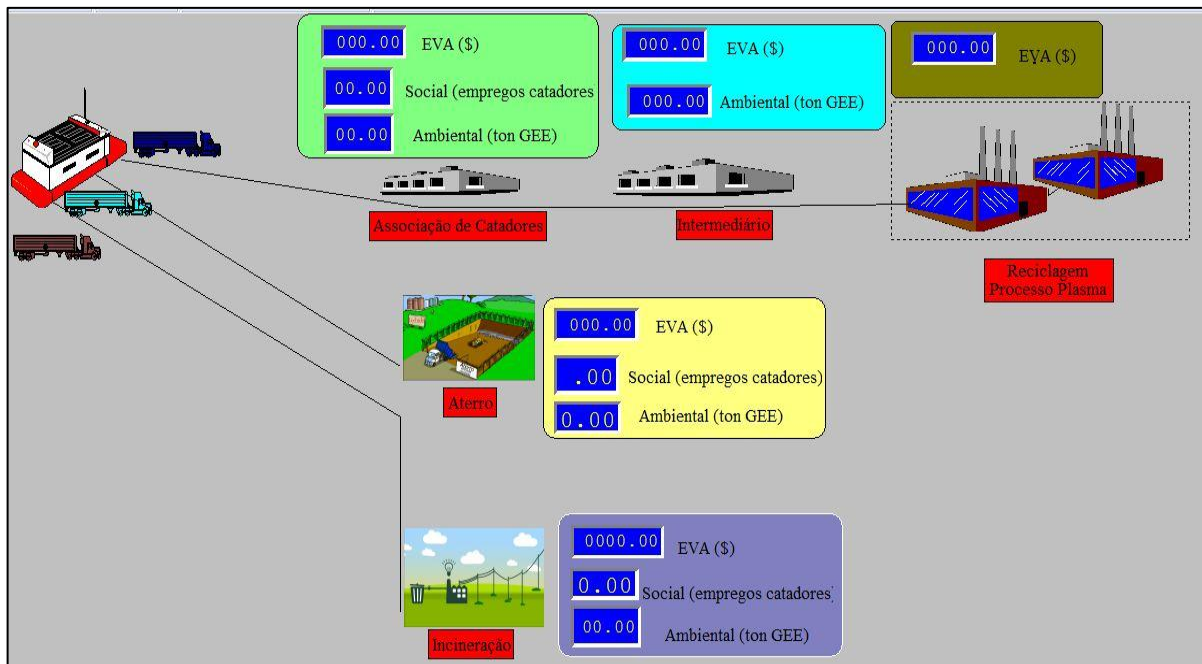 000.00 EVA ($)
00.00 Social (empregos catadores
00.00 Ambiental (ton GEE)
000.00 EVA ($)
000.00 Ambiental (ton GEE)
000.00 EVA ($)
Associação de Catadores
Intermediário
Reciclagem
Processo Plasma
000.00 EVA ($)
.00 Social (empregos catadores)
0.00 Ambiental (ton GEE)
Aterro
0000.00 EVA ($)
0.00 Social (empregos catadores)
00.00 Ambiental (ton GEE)
Incineração